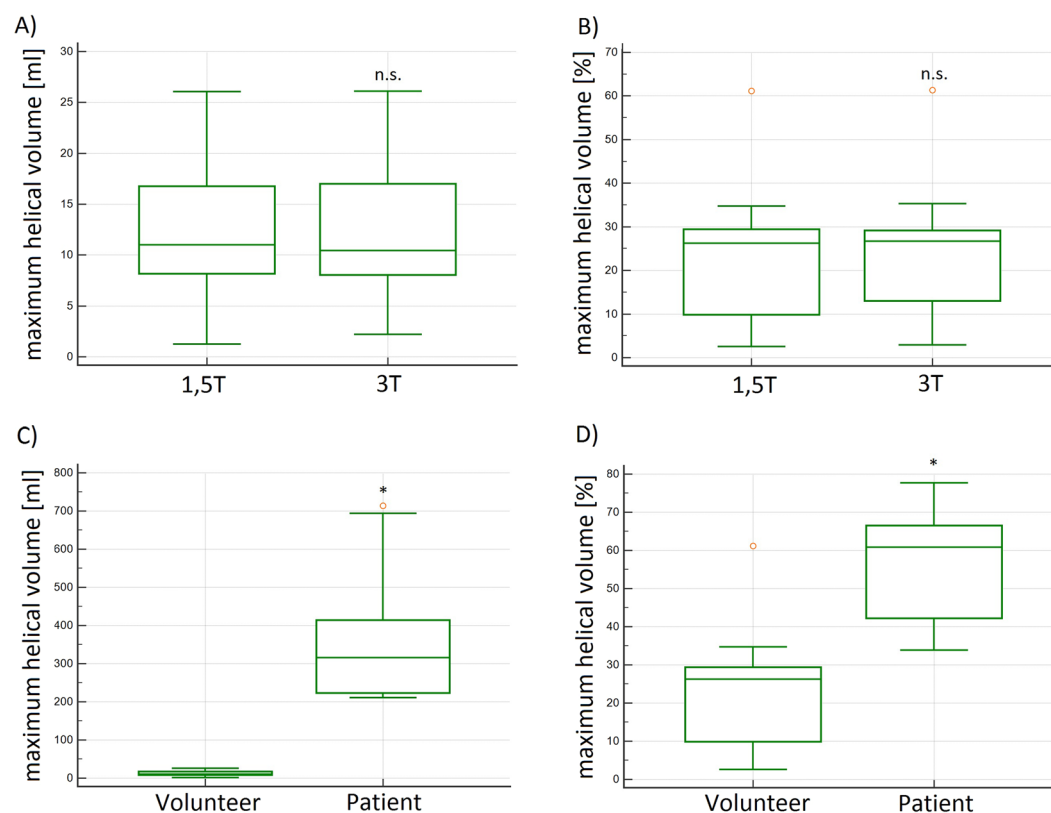 A)
maximum helical volume [ml]
30
25
20
15
10
5
0
n.s.
1,5T 3T
B)
maximum helical volume [%]
70
60
50
40
30
20
10
0
n.s.
1,5T 3T
C)
maximum helical volume [ml]
800
700
600
500
400
300
200
100
0
*
Volunteer Patient
D)
maximum helical volume [%]
80
70
60
50
40
30
20
10
0
*
Volunteer Patient